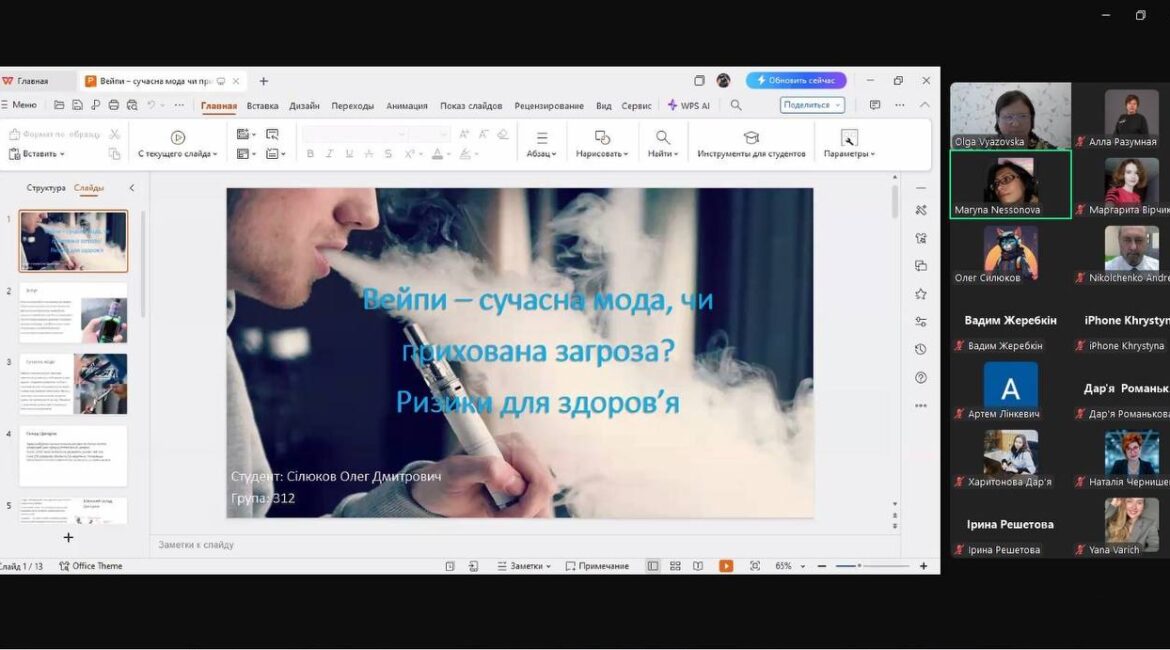 Главная
Вейпи – сучасна мода чи при
Обновить сейчас
Меню
Главная
Вставка
Дизайн
Переходы
Анимация
Показ слайдов
Рецензирование
Вид
Сервис
WPS AI
Поделиться
Формат по образцу
Вставить
С текущего слайда
Абзац
Нарисовать
Найти
Инструменты для студентов
Параметры
Структура
Слайды
1
2
3
4
5
Вейпи – сучасна мода, чи
прихована загроза?
Ризики для здоров’я
Студент: Сілюков Олег Дмитрович
Група: 312
Заметки к слайду
Слайд 1 / 13
Office Theme
Заметки
Примечание
65%
Olga Vyazovska
Алла Разумная
Maryna Nessonova
Маргарита Вірчик
Олег Силюков
Nikolchenko Andre
Вадим Жеребкін
iPhone Khrystyn
Вадим Жеребкін
iPhone Khrystyna
А
Дар'я Романьк
Артем Лінкевич
Дар'я Романькова
Харитонова Дар'я
Наталія Чернише
Ірина Решетова
Ірина Решетова
Yana Varich